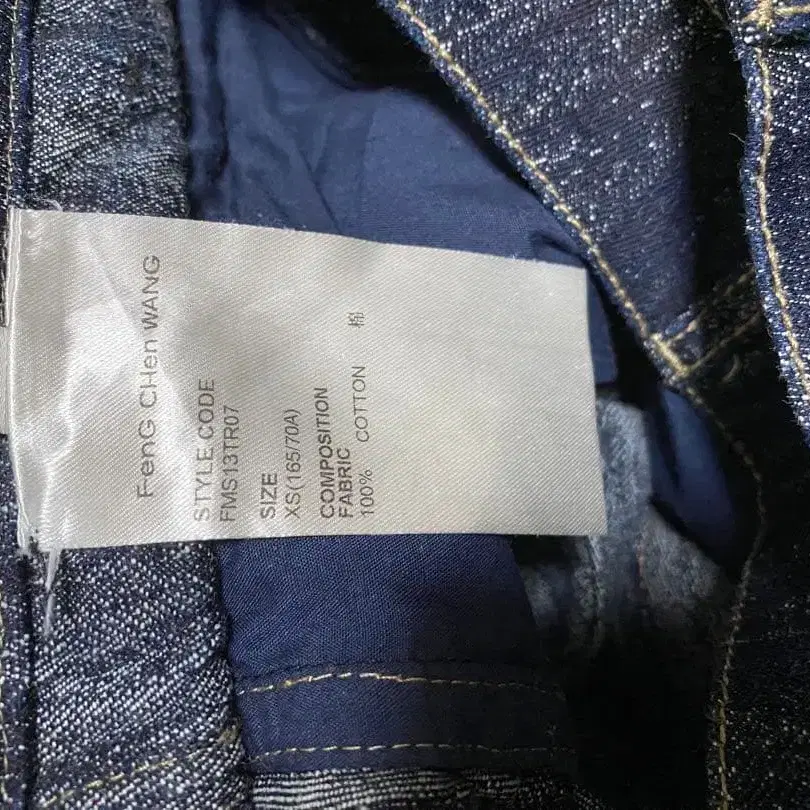 FenG CHen WANG
STYLE CODE
FMS13TR07
SIZE
XS(165/70A)
COMPOSITION
FABRIC
100% COTTON 棉